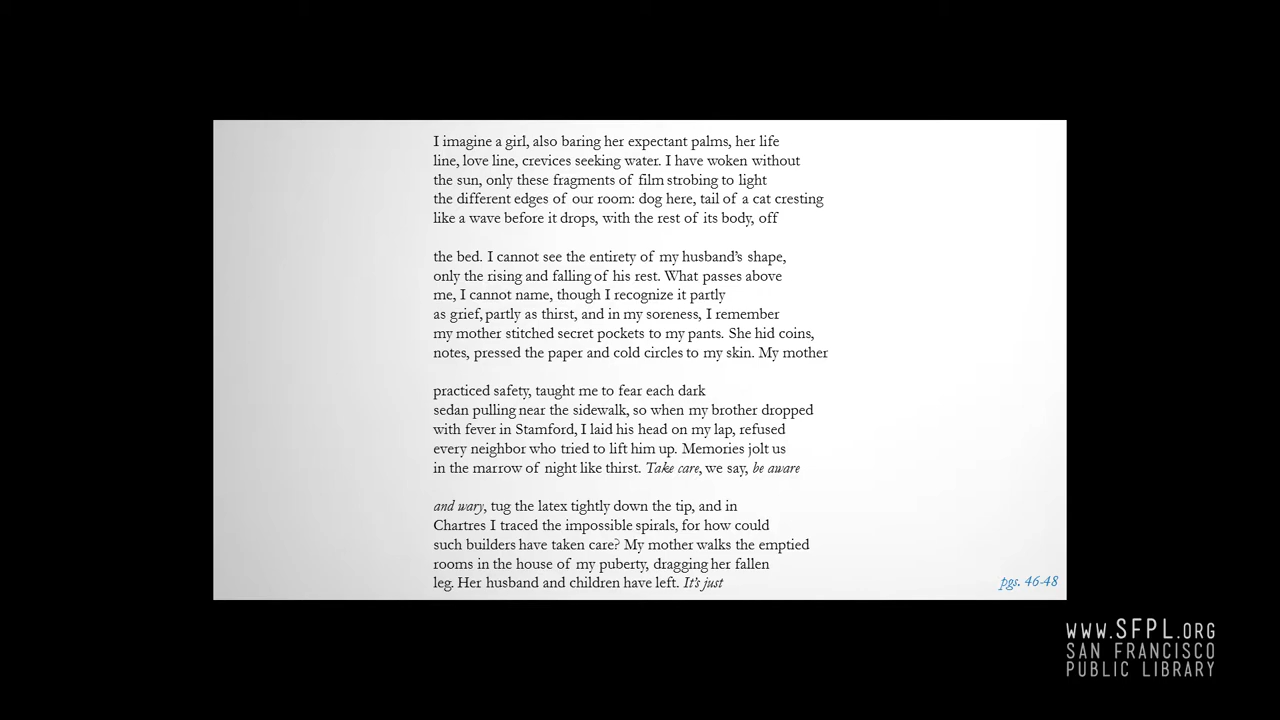 I imagine a girl, also baring her expectant palms, her life
line, love line, crevices seeking water. I have woken without
the sun, only these fragments of film strobing to light
the different edges of our room: dog here, tail of a cat cresting
like a wave before it drops, with the rest of its body, off
the bed. I cannot see the entirety of my husband's shape,
only the rising and falling of his rest. What passes above
me, I cannot name, though I recognize it partly
as grief, partly as thirst, and in my soreness, I remember
my mother stitched secret pockets to my pants. She hid coins,
notes, pressed the paper and cold circles to my skin. My mother
practiced safety, taught me to fear each dark
sedan pulling near the sidewalk, so when my brother dropped
with fever in Stamford, I laid his head on my lap, refused
every neighbor who tried to lift him up. Memories jolt us
in the marrow of night like thirst. Take care, we say, be aware
and wary, tug the latex tightly down the tip, and in
Chartres I traced the impossible spirals, for how could
such builders have taken care? My mother walks the emptied
rooms in the house of my puberty, dragging her fallen
leg. Her husband and children have left. It's just
pgs. 46-48
WWW.SFPL.ORG
SAN FRANCISCO
PUBLIC LIBRARY